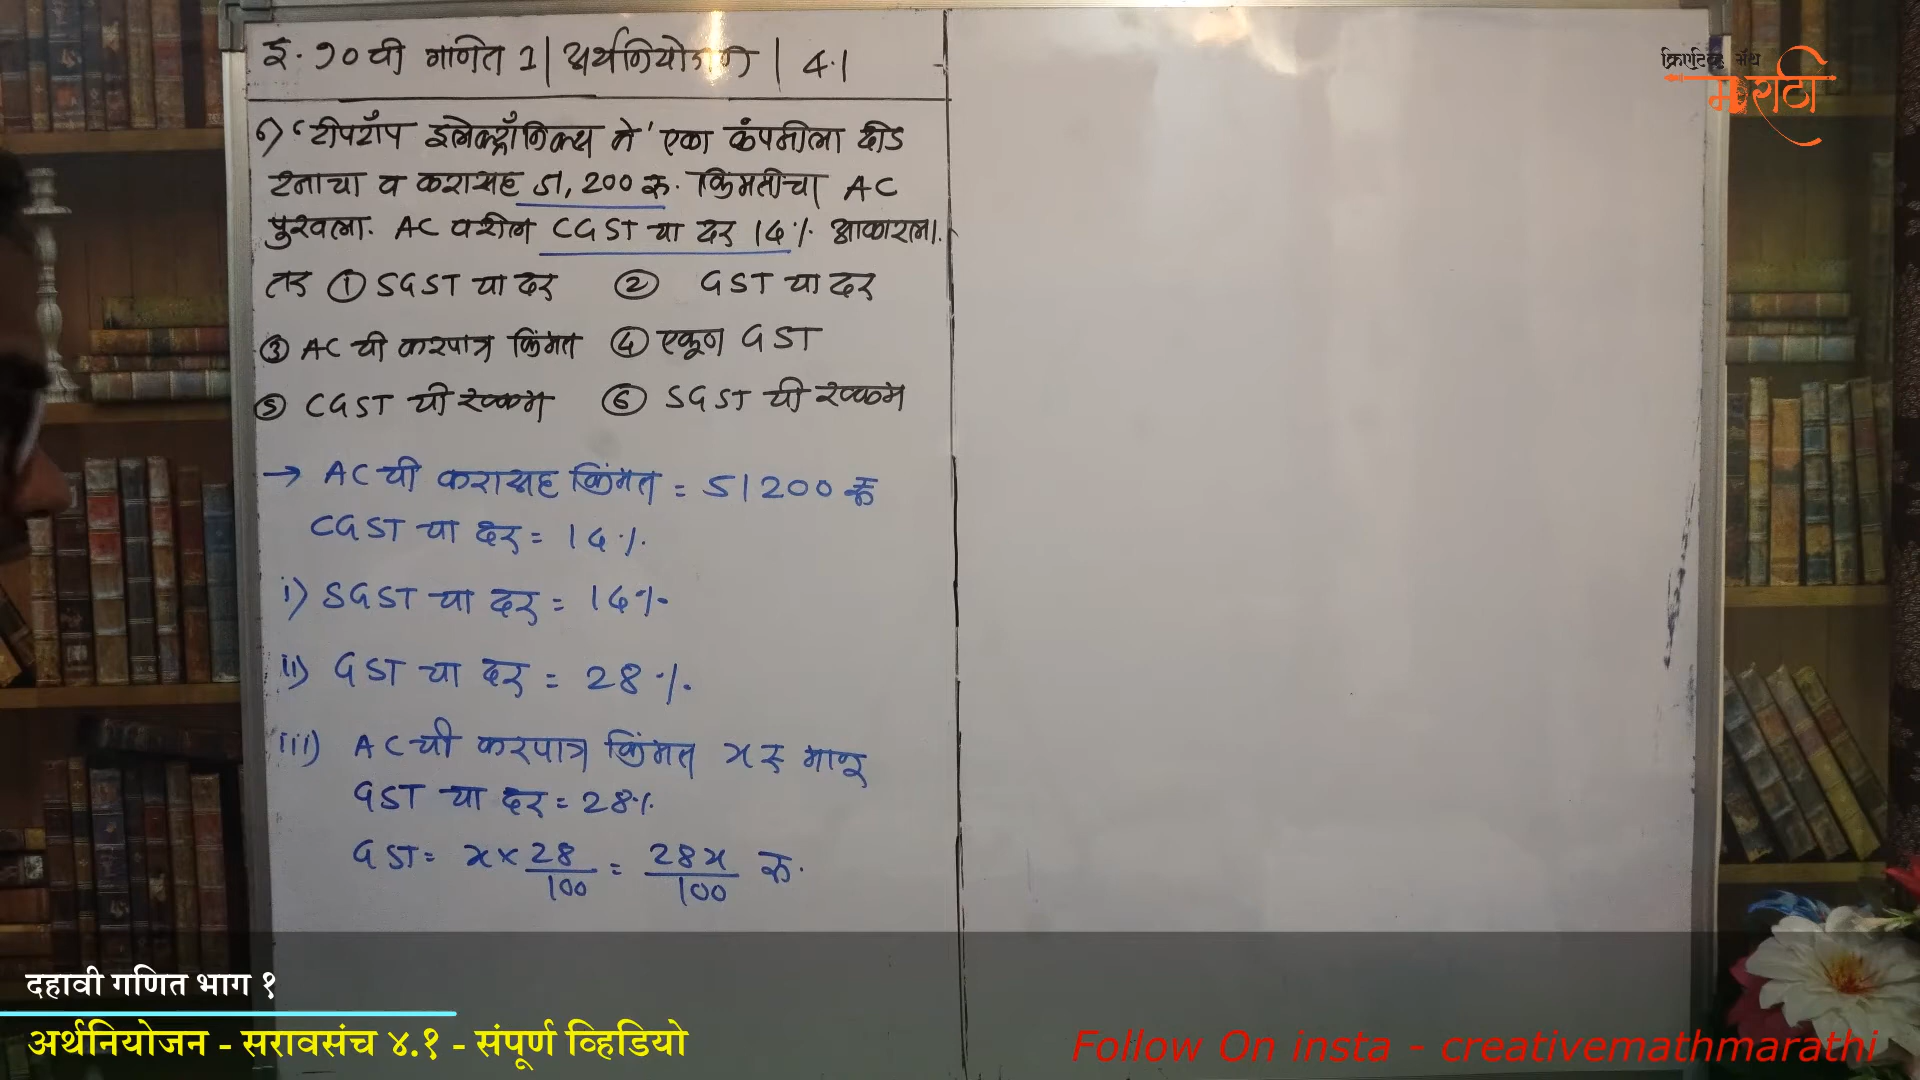 इ. १० वी गणित 1 | अर्थनियोजन | 4.1
६) 'टीपटॉप इलेक्ट्रॉनिक्स ने' एका कंपनीला दीड
टनाचा व करासह 51,200 रु. किमतीचा AC
पुरवला. AC वरील CGST चा दर 14% आकारला.
तर ① SGST चा दर ② GST चा दर
③ AC ची करपात्र किंमत ④ एकूण GST
⑤ CGST ची रक्कम ⑥ SGST ची रक्कम
→ AC ची करासह किंमत = 51200 रु
CGST चा दर = 14%
i) SGST चा दर = 14%
ii) GST चा दर = 28%
iii) AC ची करपात्र किंमत x रु मानू
GST चा दर = 28%
GST = x × 28/100 = 28x/100 रु.
क्रिएटिव्ह मॅथ
मराठी
दहावी गणित भाग १
अर्थनियोजन - सरावसंच ४.१ - संपूर्ण व्हिडियो
Follow On insta - creativemathmarathi